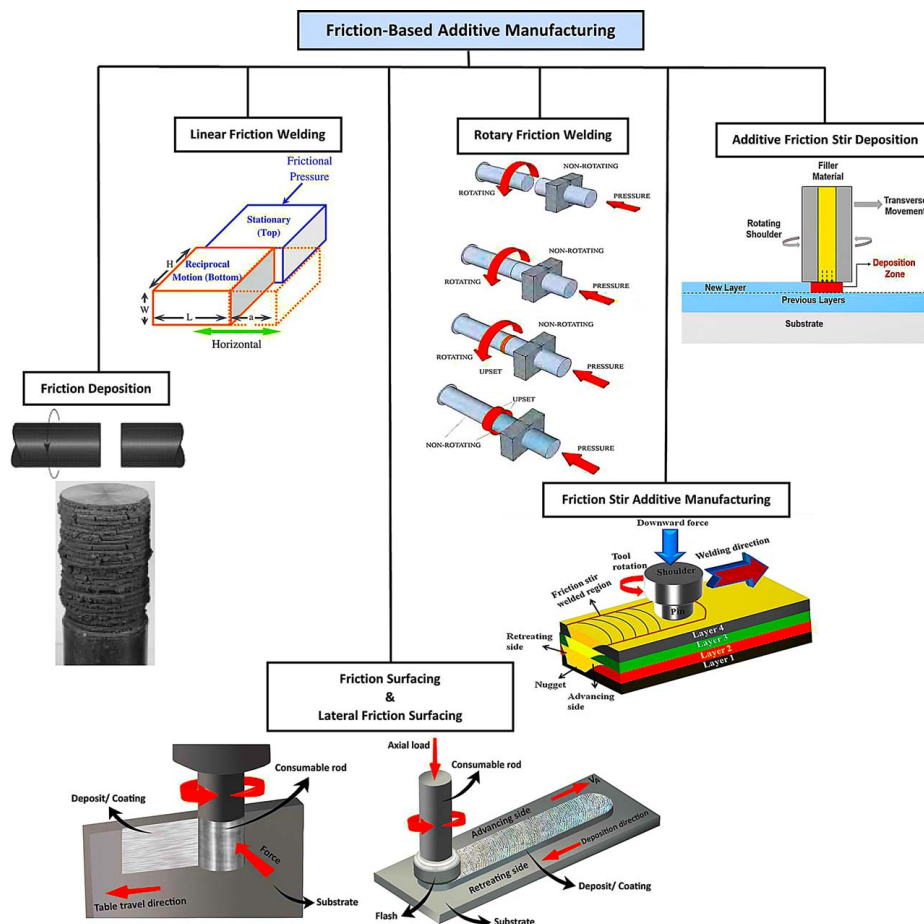 Friction-Based Additive Manufacturing
Linear Friction Welding
Frictional
Pressure
Stationary
(Top)
Reciprocal
Motion (Bottom)
H
W
L
a
Horizontal
Rotary Friction Welding
NON-ROTATING
ROTATING
PRESSURE
NON-ROTATING
ROTATING
PRESSURE
NON-ROTATING
ROTATING
UPSET
PRESSURE
UPSET
NON-ROTATING
PRESSURE
Additive Friction Stir Deposition
Filler
Material
Transverse
Movement
Rotating
Shoulder
Deposition
Zone
New Layer
Previous Layers
Substrate
Friction Deposition
Friction Stir Additive Manufacturing
Downward force
Tool
rotation
Welding direction
Shoulder
Pin
Friction stir
welded region
Layer 4
Layer 3
Layer 2
Layer 1
Retreating
side
Nugget
Advancing
side
Friction Surfacing
&
Lateral Friction Surfacing
Consumable rod
Deposit/ Coating
Force
Table travel direction
Substrate
Axial load
Consumable rod
VA
Advancing side
Deposition direction
Retreating side
Deposit/ Coating
Flash
Substrate